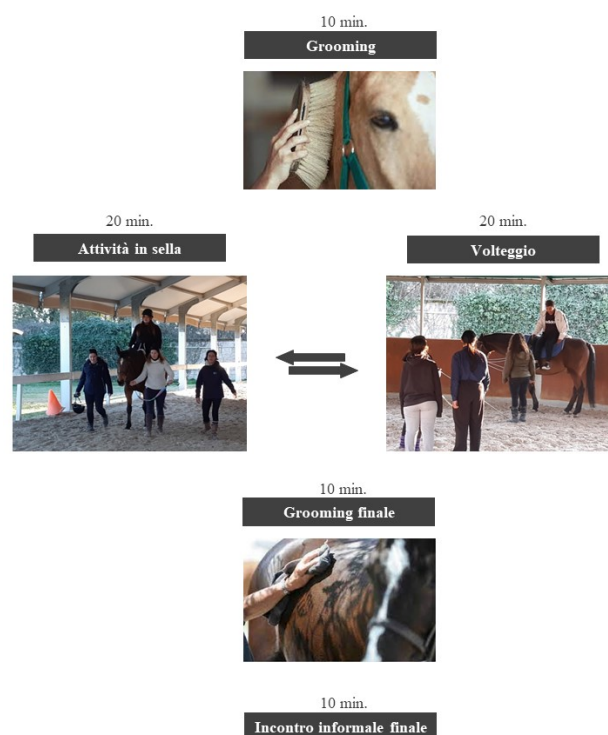 10 min.
Grooming
20 min.
20 min.
Attività in sella
Volteggio
10 min.
Grooming finale
10 min.
Incontro informale finale